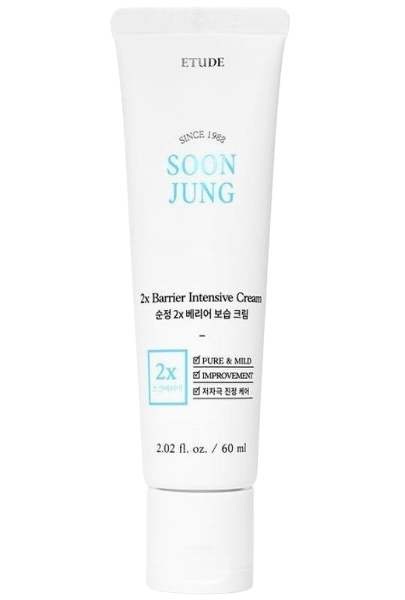 ETUDE
SINCE 1988
SOON
JUNG
2x Barrier Intensive Cream
순정 2x 베리어 보습 크림
2x
PURE & MILD
IMPROVEMENT
저자극 진정 케어
2.02 fl. oz. / 60 ml